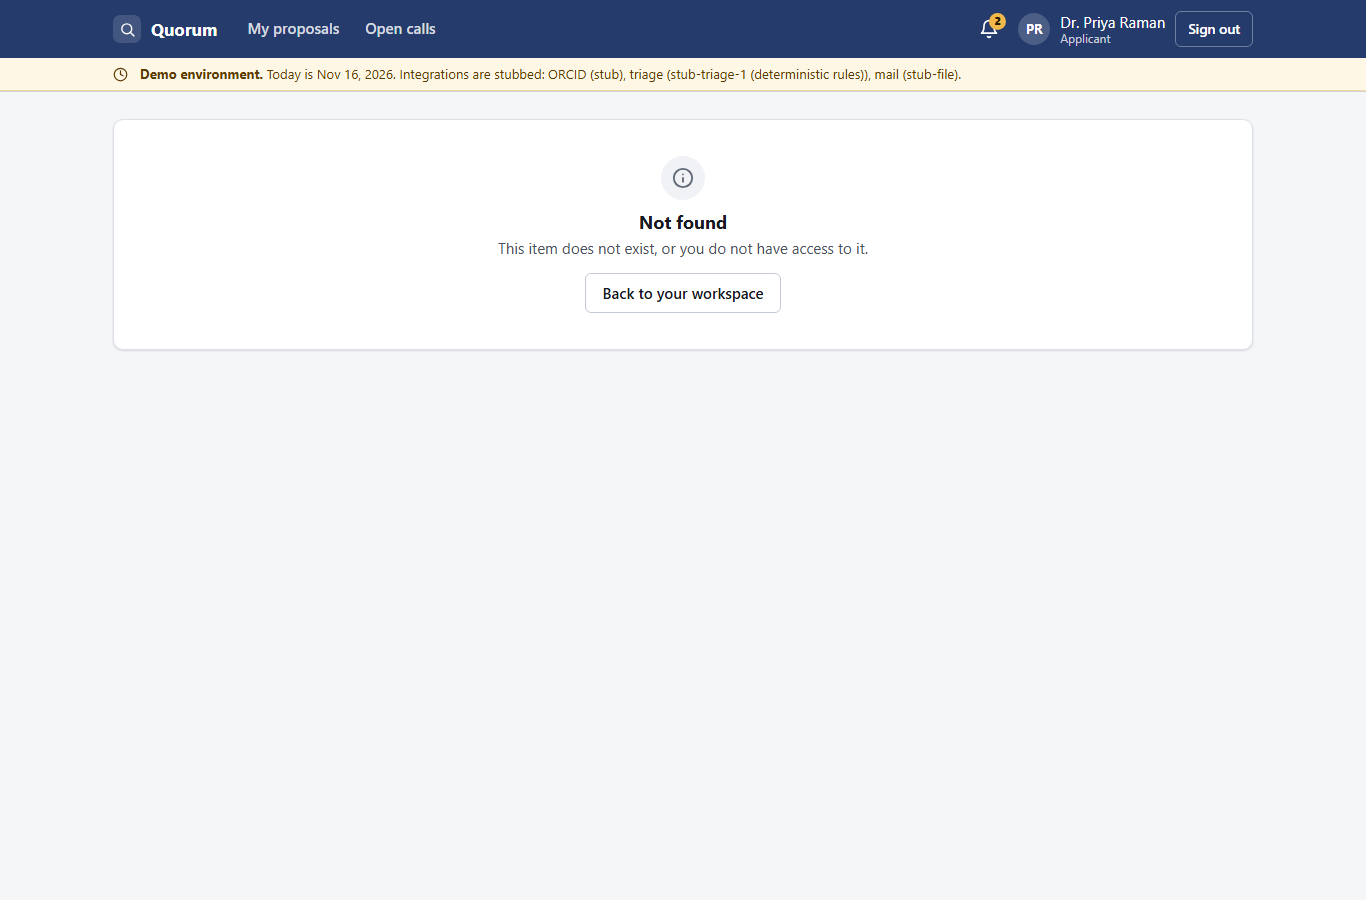 Quorum My proposals Open calls 2 PR Dr. Priya Raman Sign out
Applicant
Demo environment. Today is Nov 16, 2026. Integrations are stubbed: ORCID (stub), triage (stub-triage-1 (deterministic rules)), mail (stub-file).
Not found
This item does not exist, or you do not have access to it.
Back to your workspace